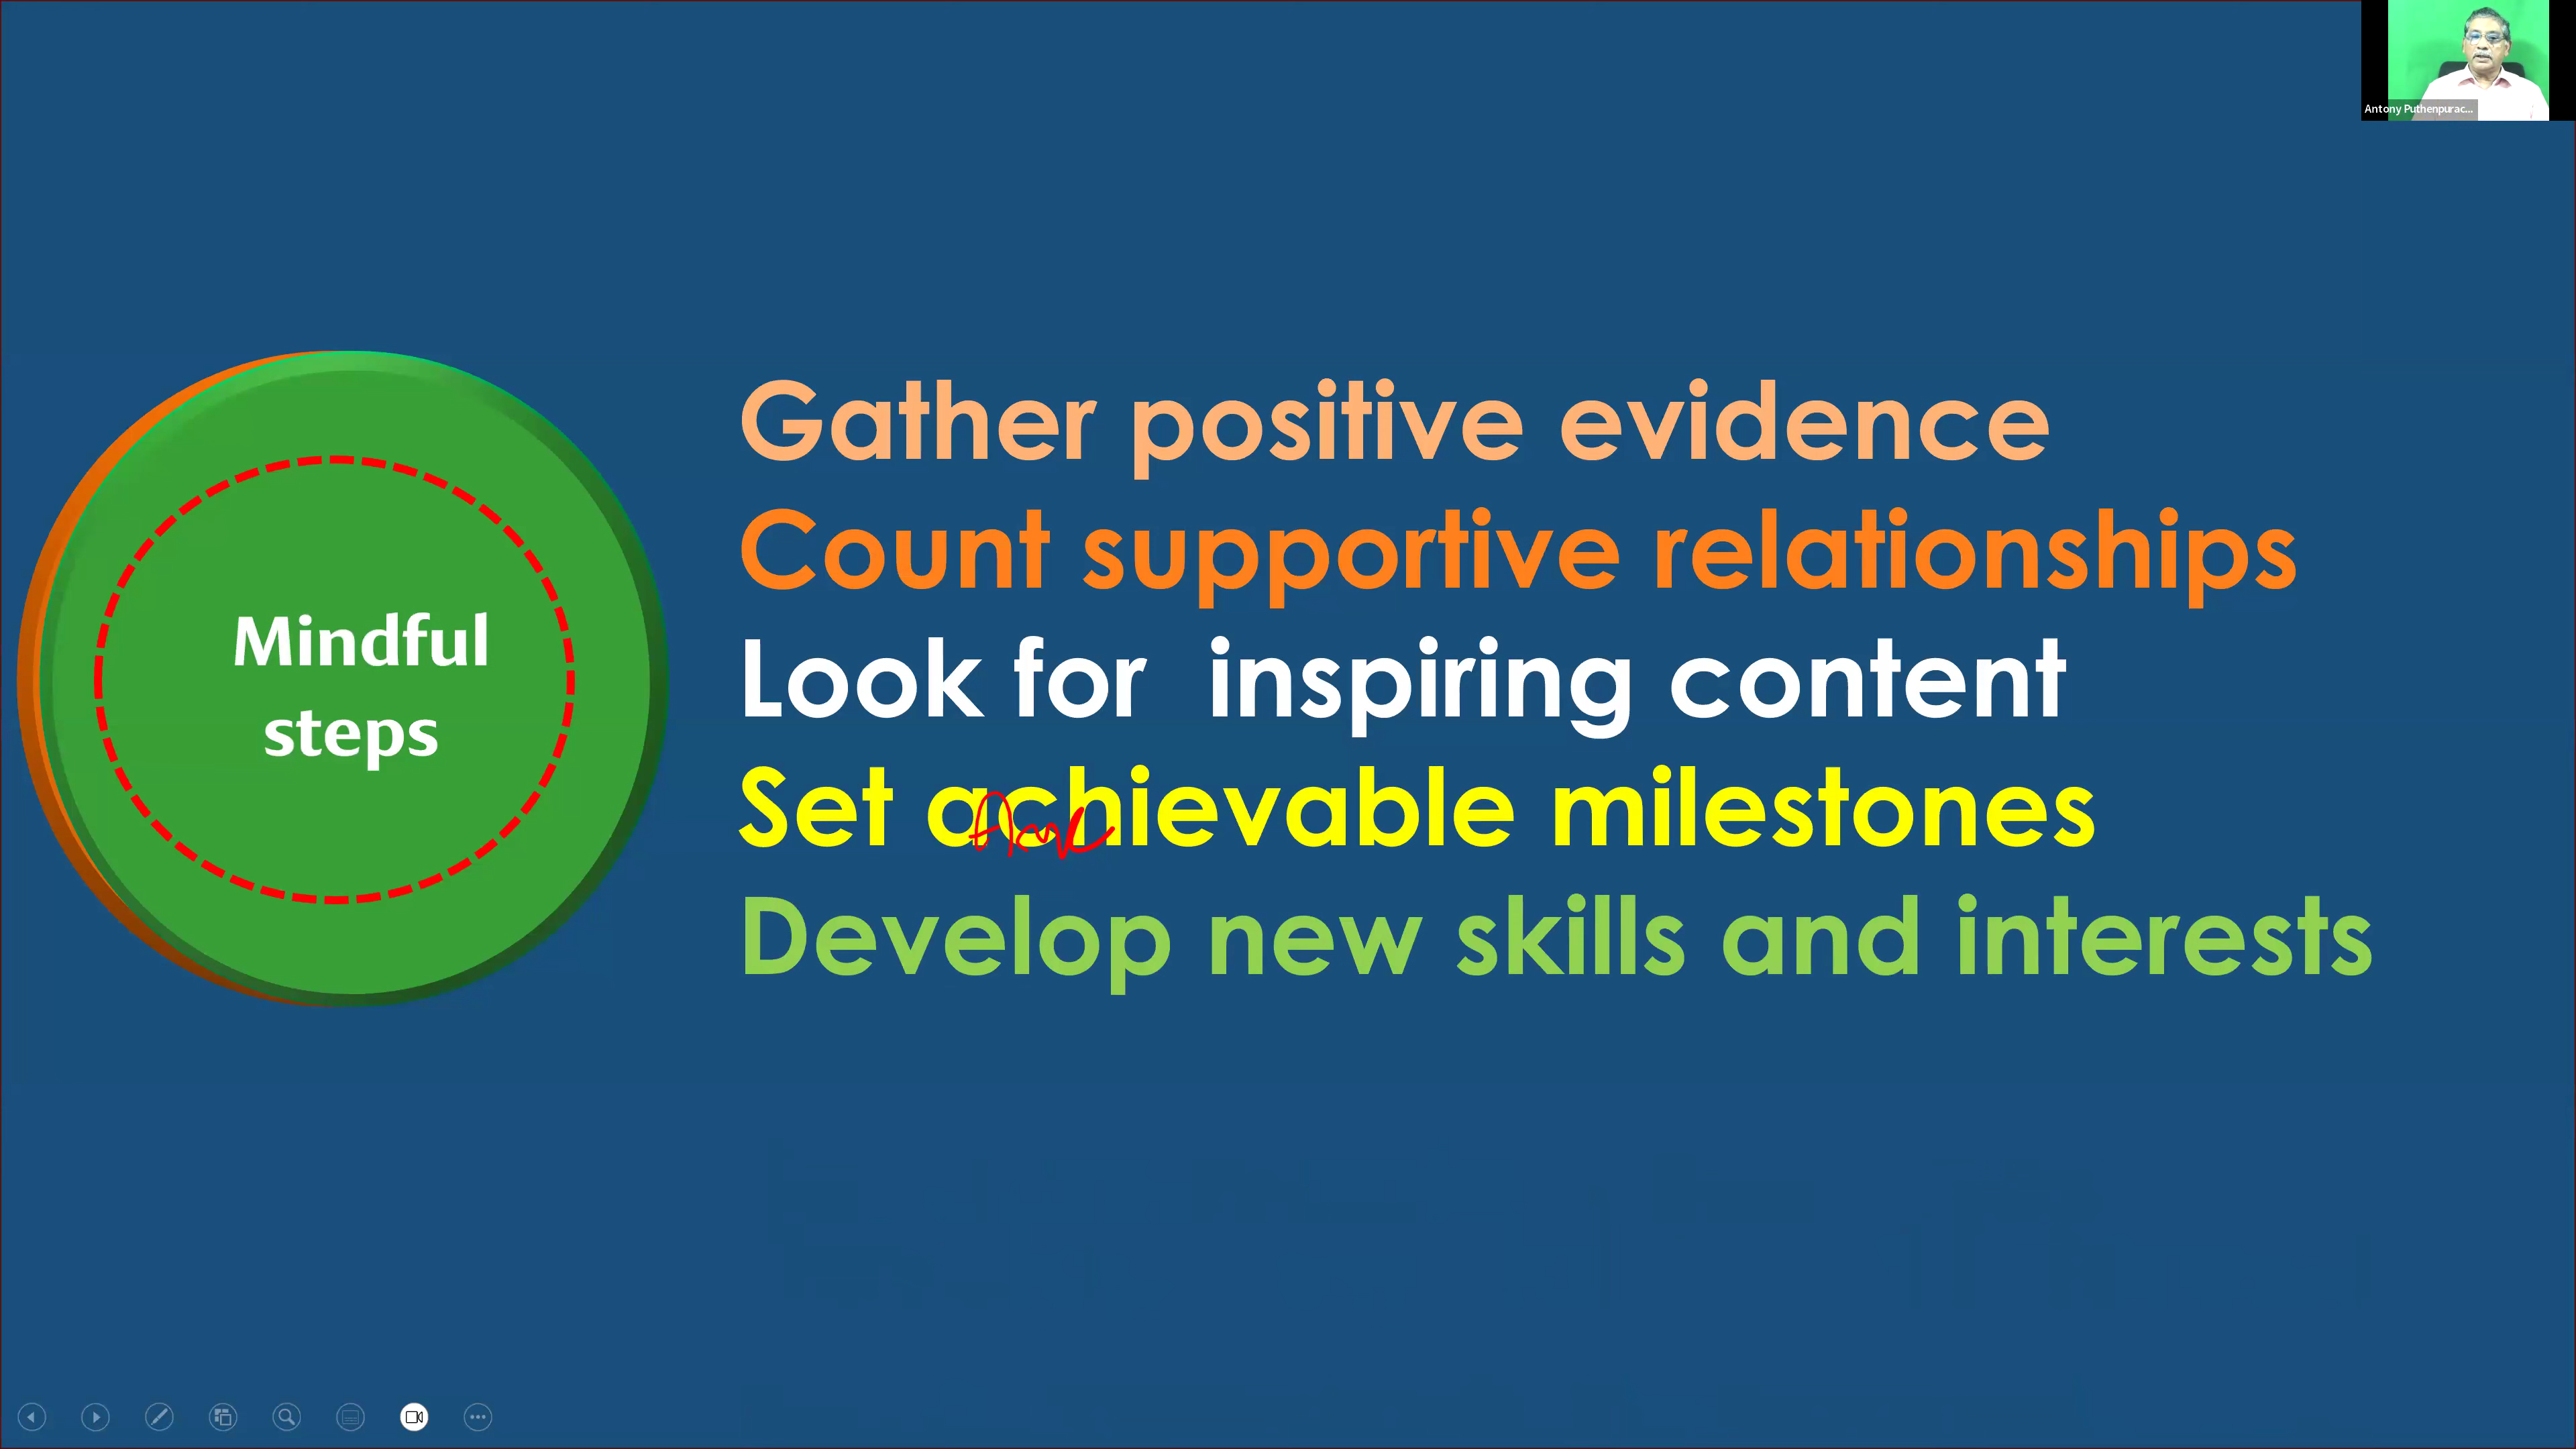 Antony Puthenpurac...
Mindful
steps
Gather positive evidence
Count supportive relationships
Look for inspiring content
Set achievable milestones
Develop new skills and interests